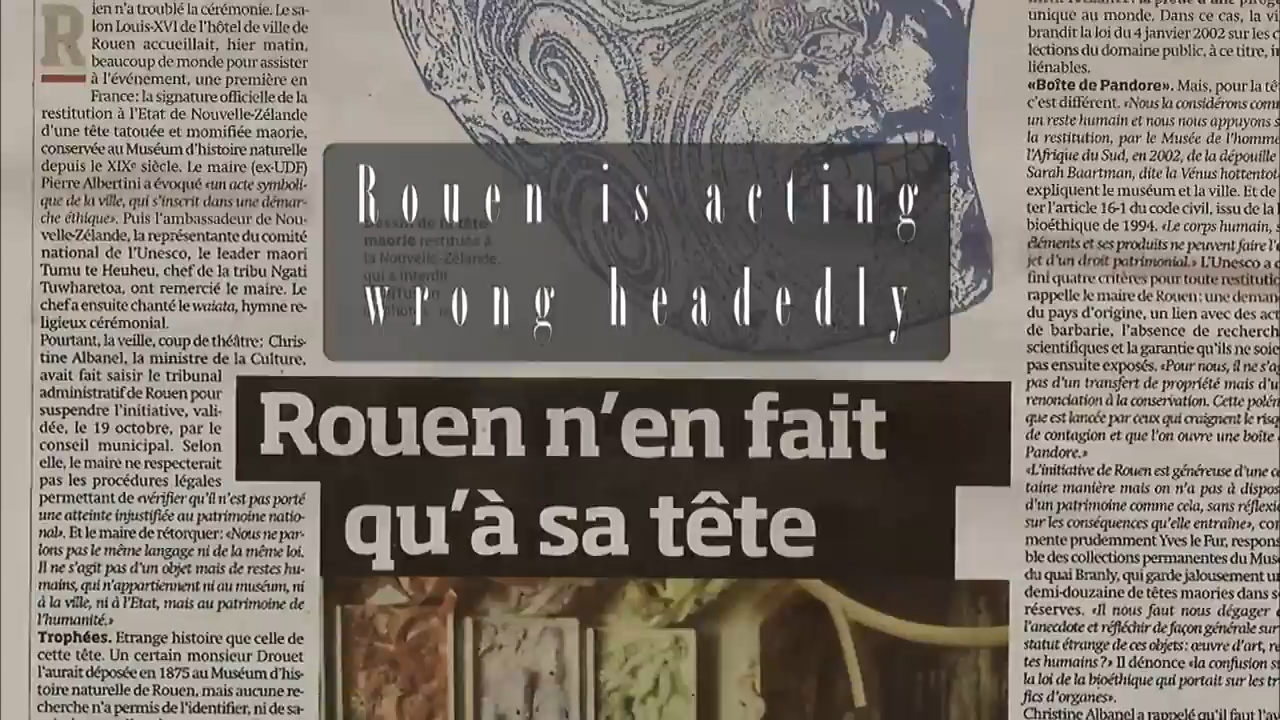 R
ien n'a troublé la cérémonie. Le sa-
lon Louis-XVI de l'hôtel de ville de
Rouen accueillait, hier matin,
beaucoup de monde pour assister
à l'événement, une première en
France: la signature officielle de la
restitution à l'Etat de Nouvelle-Zélande
d'une tête tatouée et momifiée maorie,
conservée au Muséum d'histoire naturelle
depuis le XIXe siècle. Le maire (ex-UDF)
Pierre Albertini a évoqué «un acte symboli-
que de la ville, qui s'inscrit dans une démar-
che éthique». Puis l'ambassadeur de Nou-
velle-Zélande, la représentante du comité
national de l'Unesco, le leader maori
Tumu te Heuheu, chef de la tribu Ngati
Tuwharetoa, ont remercié le maire. Le
chef a ensuite chanté le waiata, hymne re-
ligieux cérémonial.
Pourtant, la veille, coup de théâtre: Chris-
tine Albanel, la ministre de la Culture,
avait fait saisir le tribunal
administratif de Rouen pour
suspendre l'initiative, vali-
dée, le 19 octobre, par le
conseil municipal. Selon
elle, le maire ne respecterait
pas les procédures légales
permettant de «vérifier qu'il n'est pas porté
une atteinte injustifiée au patrimoine natio-
nal». Et le maire de rétorquer: «Nous ne par-
lons pas le même langage ni de la même loi.
Il ne s'agit pas d'un objet mais de restes hu-
mains, qui n'appartiennent ni au muséum, ni
à la ville, ni à l'Etat, mais au patrimoine de
l'humanité.»
Trophées. Etrange histoire que celle de
cette tête. Un certain monsieur Drouet
l'aurait déposée en 1875 au Muséum d'his-
toire naturelle de Rouen, mais aucune re-
cherche n'a permis de l'identifier, ni de sa-
Rouen is acting
wrong headedly
Dessin de la tête
maorie restituée à
la Nouvelle-Zélande,
qui a interdit
Rouen n'en fait
qu'à sa tête
unique au monde. Dans ce cas, la vi
brandit la loi du 4 janvier 2002 sur les c
lections du domaine public, à ce titre, i
liénables.
«Boîte de Pandore». Mais, pour la tê
c'est différent. «Nous la considérons com
un reste humain et nous nous appuyons s
la restitution, par le Musée de l'homme
l'Afrique du Sud, en 2002, de la dépouille
Sarah Baartman, dite la Vénus hottentot
expliquent le muséum et la ville. Et de
ter l'article 16-1 du code civil, issu de la
bioéthique de 1994. «Le corps humain, s
éléments et ses produits ne peuvent faire l'o
jet d'un droit patrimonial.» L'Unesco a d
fini quatre critères pour toute restitutio
rappelle le maire de Rouen: une deman
du pays d'origine, un lien avec des act
de barbarie, l'absence de recherch
scientifiques et la garantie qu'ils ne soie
pas ensuite exposés. «Pour nous, il ne s'ag
pas d'un transfert de propriété mais d'u
renonciation à la conservation. Cette polém
que est lancée par ceux qui craignent le risq
de contagion et que l'on ouvre une boîte
Pandore.»
«L'initiative de Rouen est généreuse d'une c
taine manière mais on n'a pas à dispos
d'un patrimoine comme cela, sans réflexi
sur les conséquences qu'elle entraîne», co
mente prudemment Yves le Fur, respons
ble des collections permanentes du Mus
du quai Branly, qui garde jalousement u
demi-douzaine de têtes maories dans s
réserves. «Il nous faut nous dégager
l'anecdote et réfléchir de façon générale sur
statut étrange de ces objets: œuvre d'art, re
tes humains?» Il dénonce «la confusion s
la loi de la bioéthique qui portait sur les tr
fics d'organes».
Christine Albanel a rappelé qu'il faut l'av